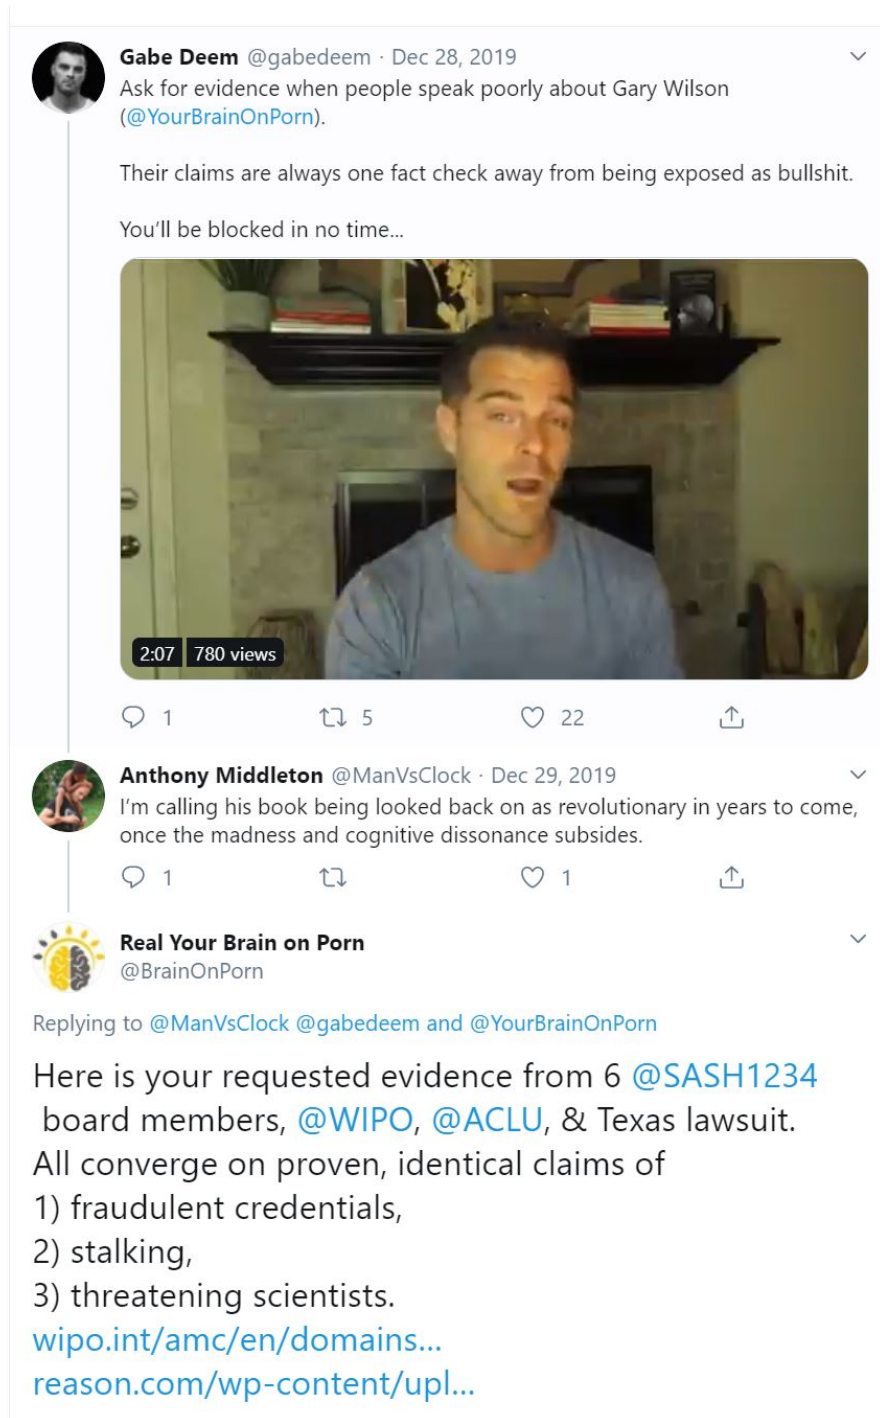 Gabe Deem @gabedeem · Dec 28, 2019
Ask for evidence when people speak poorly about Gary Wilson
(@YourBrainOnPorn).
Their claims are always one fact check away from being exposed as bullshit.
You'll be blocked in no time...
2:07 780 views
1 5 22
Anthony Middleton @ManVsClock · Dec 29, 2019
I'm calling his book being looked back on as revolutionary in years to come,
once the madness and cognitive dissonance subsides.
1 1
Real Your Brain on Porn
@BrainOnPorn
Replying to @ManVsClock @gabedeem and @YourBrainOnPorn
Here is your requested evidence from 6 @SASH1234
board members, @WIPO, @ACLU, & Texas lawsuit.
All converge on proven, identical claims of
1) fraudulent credentials,
2) stalking,
3) threatening scientists.
wipo.int/amc/en/domains...
reason.com/wp-content/upl...